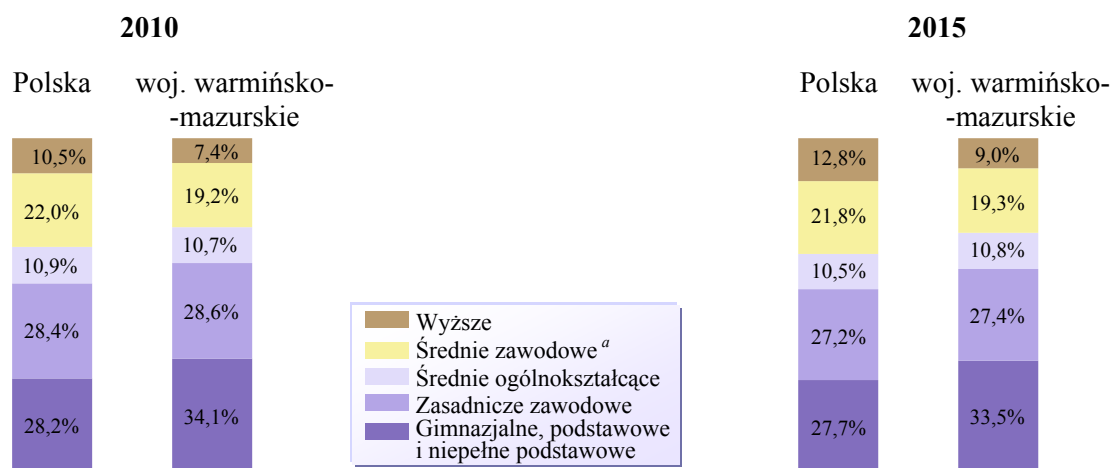 2010
Polska
woj. warmińsko-
-mazurskie
10,5%
22,0%
10,9%
28,4%
28,2%
7,4%
19,2%
10,7%
28,6%
34,1%
Wyższe
Średnie zawodowe a
Średnie ogólnokształcące
Zasadnicze zawodowe
Gimnazjalne, podstawowe
i niepełne podstawowe
2015
Polska
woj. warmińsko-
-mazurskie
12,8%
21,8%
10,5%
27,2%
27,7%
9,0%
19,3%
10,8%
27,4%
33,5%